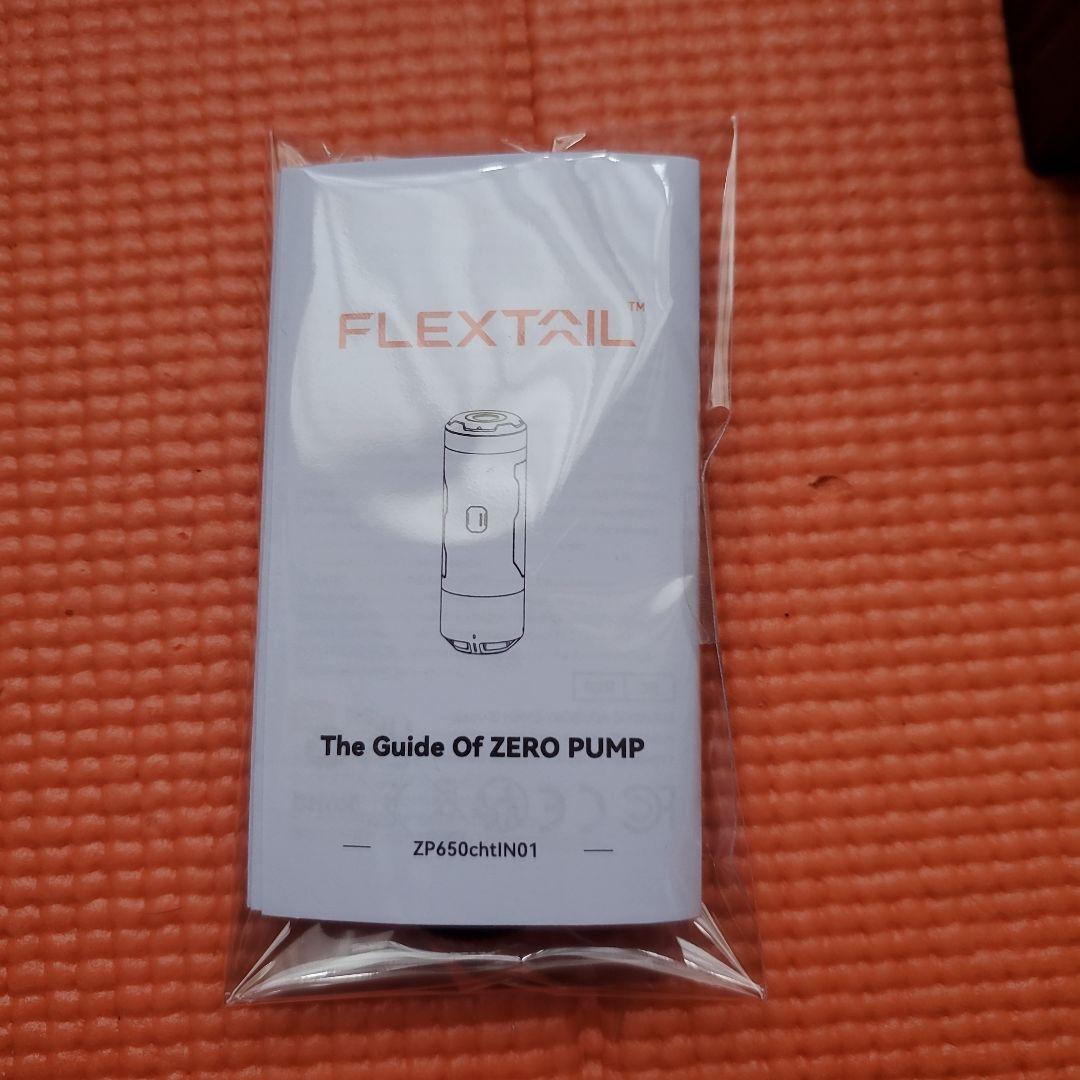 FLEXTAIL™
The Guide Of ZERO PUMP
ZP650chtIN01